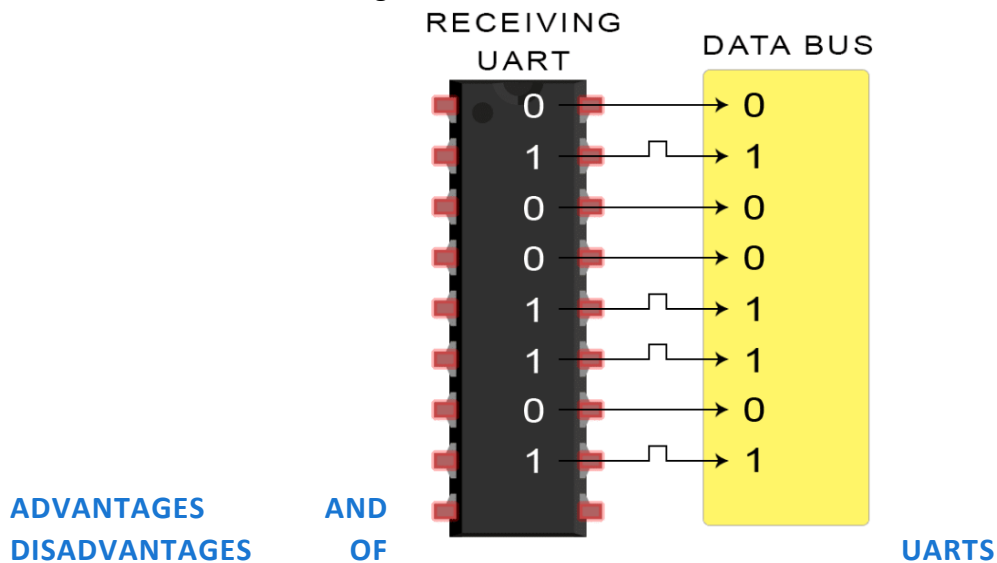 RECEIVING
UART
DATA BUS
0 0
1 1
0 0
0 0
1 1
1 1
0 0
1 1
ADVANTAGES AND
DISADVANTAGES OF UARTS